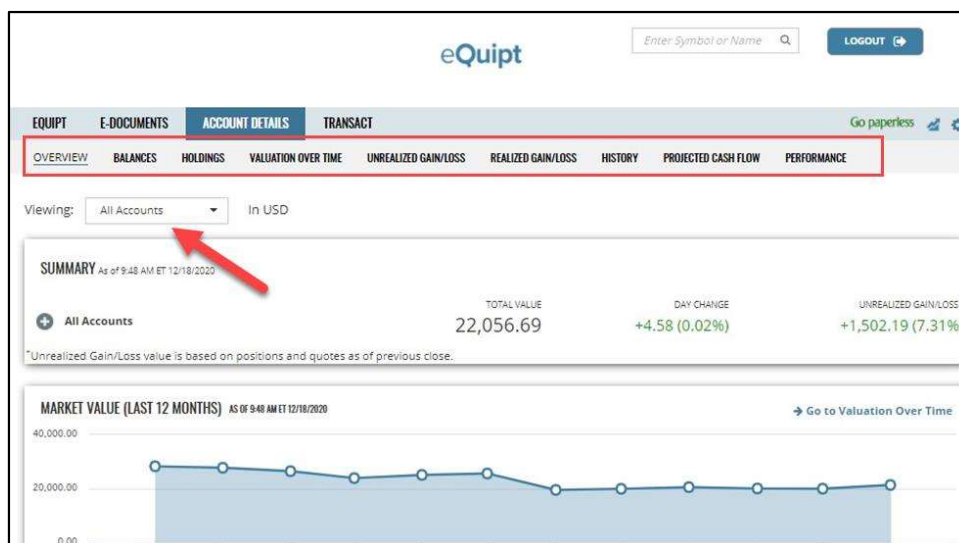 eQuipt
Enter Symbol or Name
LOGOUT
EQUIPT E-DOCUMENTS ACCOUNT DETAILS TRANSACT Go paperless
OVERVIEW BALANCES HOLDINGS VALUATION OVER TIME UNREALIZED GAIN/LOSS REALIZED GAIN/LOSS HISTORY PROJECTED CASH FLOW PERFORMANCE
Viewing: All Accounts In USD
SUMMARY As of 9:48 AM ET 12/18/2020
TOTAL VALUE DAY CHANGE UNREALIZED GAIN/LOSS
All Accounts 22,056.69 +4.58 (0.02%) +1,502.19 (7.31%
*Unrealized Gain/Loss value is based on positions and quotes as of previous close.
MARKET VALUE (LAST 12 MONTHS) AS OF 9:48 AM ET 12/18/2020 Go to Valuation Over Time
40,000.00
20,000.00
0.00